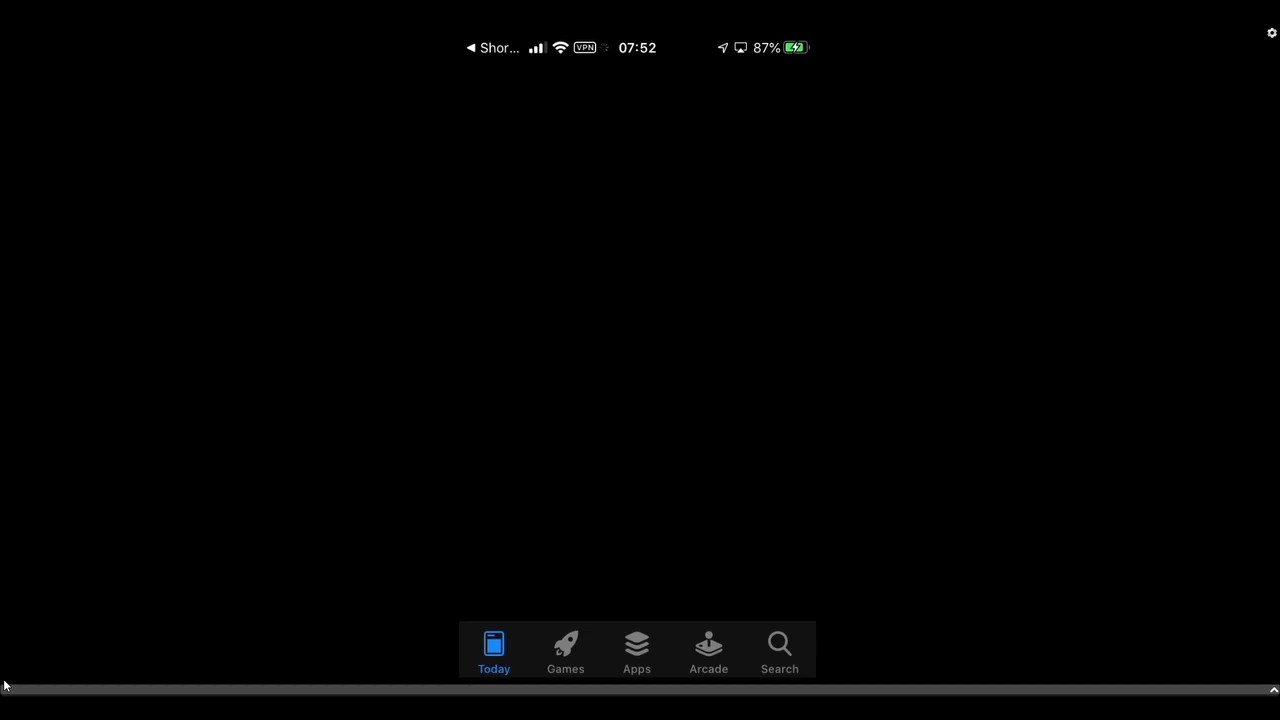 ◀ Shor... VPN 07:52 87%
Today Games Apps Arcade Search